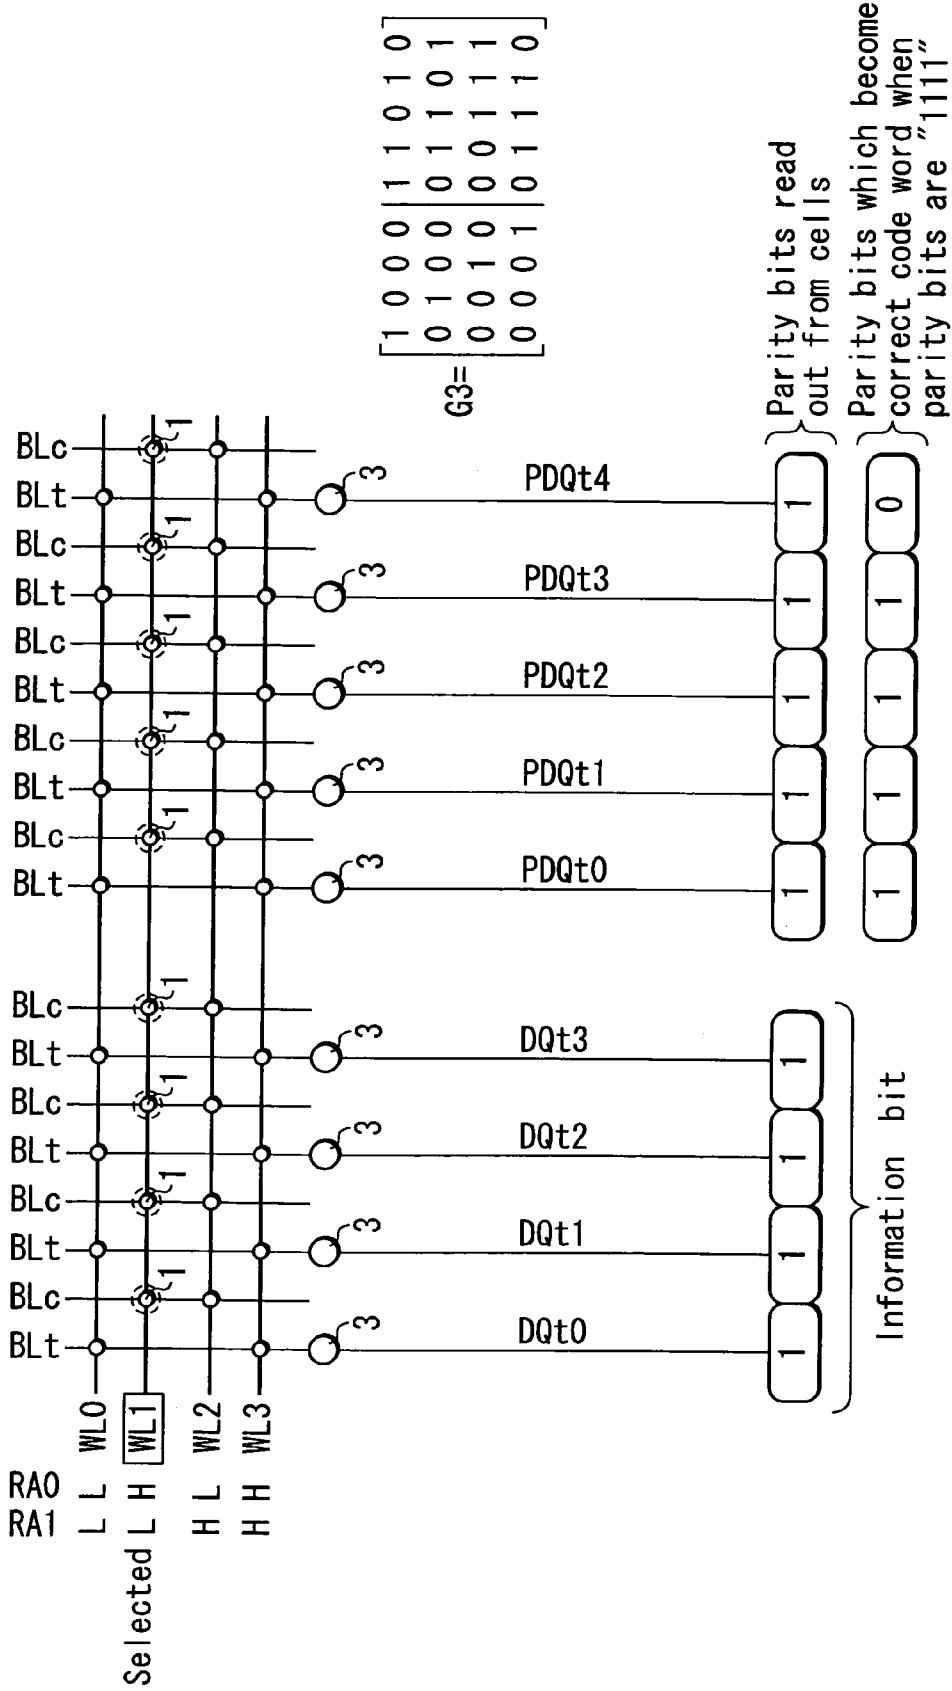 BLt BLc BLt BLc BLt BLc BLt BLc BLt BLc BLt BLc BLt BLc BLt BLc BLt BLc
RA1 RA0
L L WL0
Selected L H WL1
1 1 1 1 1 1 1 1 1
H L WL2
H H WL3
3 3 3 3 3 3 3 3 3
DQt0 DQt1 DQt2 DQt3 PDQt0 PDQt1 PDQt2 PDQt3 PDQt4
G3=
1 0 0 0 1 1 0 1 0
0 1 0 0 0 1 1 0 1
0 0 1 0 0 0 1 1 1
0 0 0 1 0 1 1 1 0
1 1 1 1 1 1 1 1 1
Parity bits read
out from cells
Information bit
1 1 1 1 0
Parity bits which become
correct code word when
parity bits are "1111"